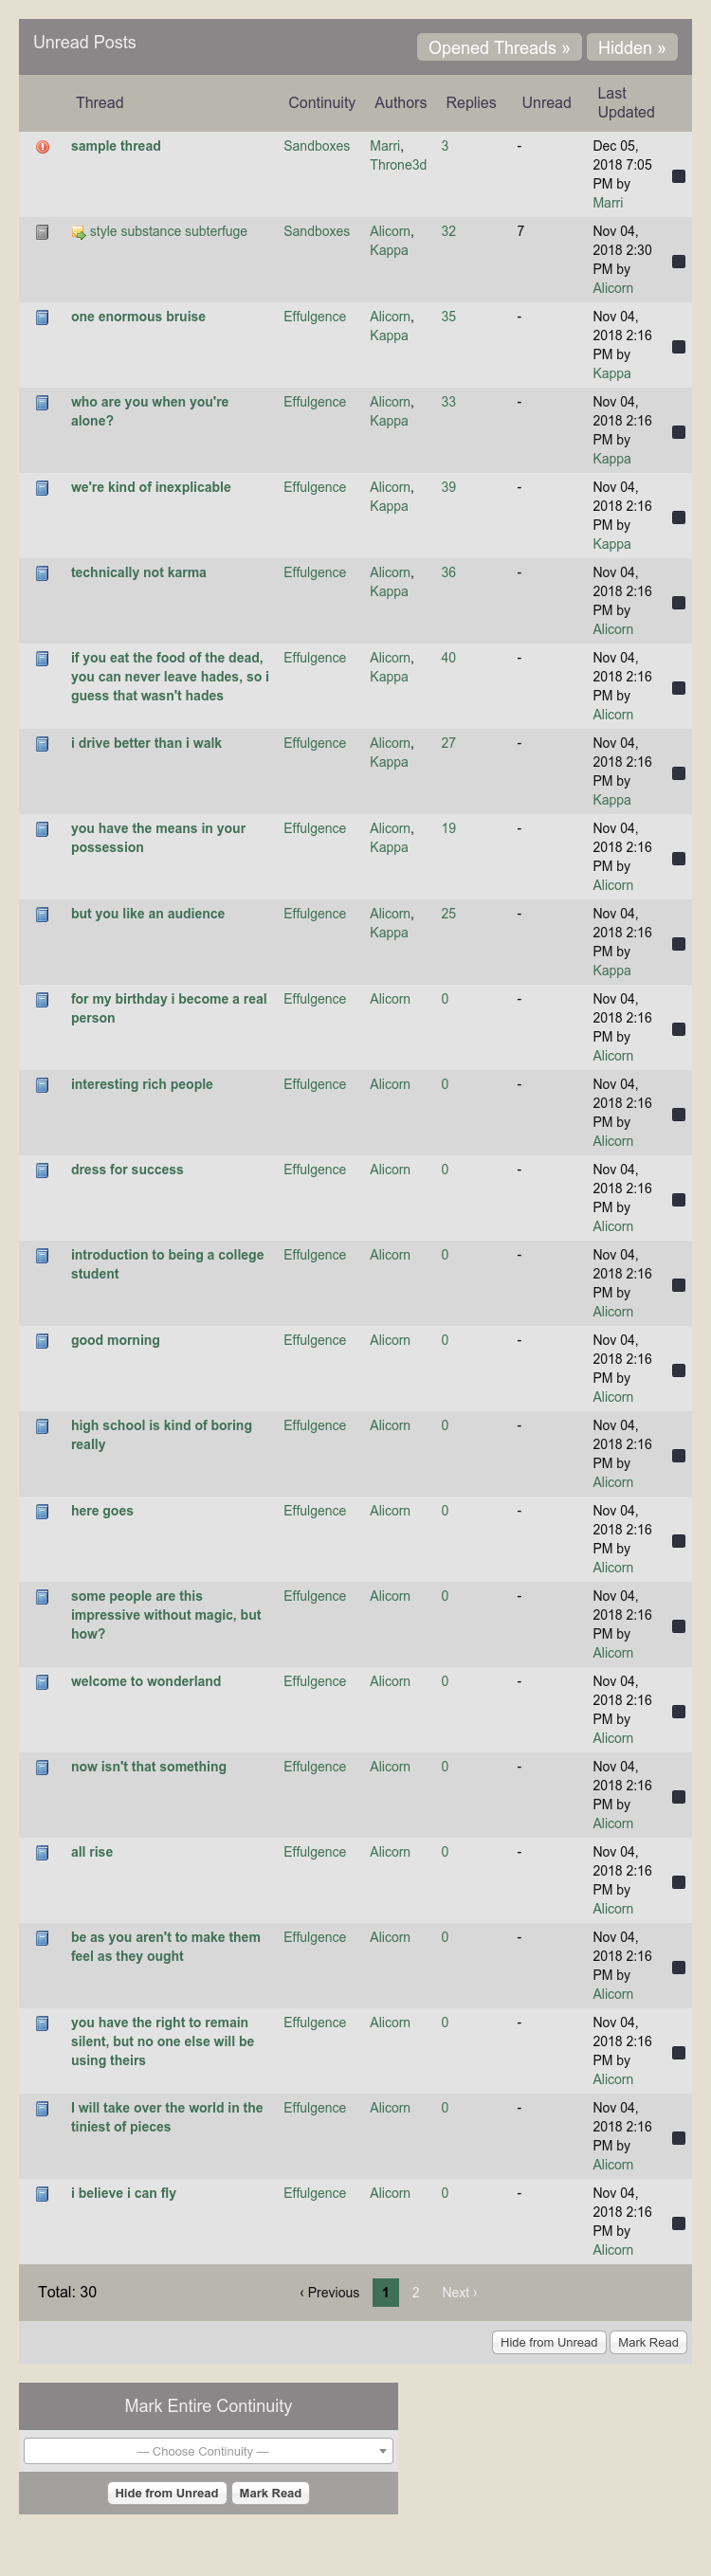 Unread Posts
Opened Threads » Hidden »
Thread Continuity Authors Replies Unread Last Updated
sample thread Sandboxes Marri, 3 - Dec 05,
Throne3d 2018 7:05
PM by
Marri
style substance subterfuge Sandboxes Alicorn, 32 7 Nov 04,
Kappa 2018 2:30
PM by
Alicorn
one enormous bruise Effulgence Alicorn, 35 - Nov 04,
Kappa 2018 2:16
PM by
Kappa
who are you when you're Effulgence Alicorn, 33 - Nov 04,
alone? Kappa 2018 2:16
PM by
Kappa
we're kind of inexplicable Effulgence Alicorn, 39 - Nov 04,
Kappa 2018 2:16
PM by
Kappa
technically not karma Effulgence Alicorn, 36 - Nov 04,
Kappa 2018 2:16
PM by
Alicorn
if you eat the food of the dead, Effulgence Alicorn, 40 - Nov 04,
you can never leave hades, so i Kappa 2018 2:16
guess that wasn't hades PM by
Alicorn
i drive better than i walk Effulgence Alicorn, 27 - Nov 04,
Kappa 2018 2:16
PM by
Kappa
you have the means in your Effulgence Alicorn, 19 - Nov 04,
possession Kappa 2018 2:16
PM by
Alicorn
but you like an audience Effulgence Alicorn, 25 - Nov 04,
Kappa 2018 2:16
PM by
Kappa
for my birthday i become a real Effulgence Alicorn 0 - Nov 04,
person 2018 2:16
PM by
Alicorn
interesting rich people Effulgence Alicorn 0 - Nov 04,
2018 2:16
PM by
Alicorn
dress for success Effulgence Alicorn 0 - Nov 04,
2018 2:16
PM by
Alicorn
introduction to being a college Effulgence Alicorn 0 - Nov 04,
student 2018 2:16
PM by
Alicorn
good morning Effulgence Alicorn 0 - Nov 04,
2018 2:16
PM by
Alicorn
high school is kind of boring Effulgence Alicorn 0 - Nov 04,
really 2018 2:16
PM by
Alicorn
here goes Effulgence Alicorn 0 - Nov 04,
2018 2:16
PM by
Alicorn
some people are this Effulgence Alicorn 0 - Nov 04,
impressive without magic, but 2018 2:16
how? PM by
Alicorn
welcome to wonderland Effulgence Alicorn 0 - Nov 04,
2018 2:16
PM by
Alicorn
now isn't that something Effulgence Alicorn 0 - Nov 04,
2018 2:16
PM by
Alicorn
all rise Effulgence Alicorn 0 - Nov 04,
2018 2:16
PM by
Alicorn
be as you aren't to make them Effulgence Alicorn 0 - Nov 04,
feel as they ought 2018 2:16
PM by
Alicorn
you have the right to remain Effulgence Alicorn 0 - Nov 04,
silent, but no one else will be 2018 2:16
using theirs PM by
Alicorn
I will take over the world in the Effulgence Alicorn 0 - Nov 04,
tiniest of pieces 2018 2:16
PM by
Alicorn
i believe i can fly Effulgence Alicorn 0 - Nov 04,
2018 2:16
PM by
Alicorn
Total: 30 ‹ Previous 1 2 Next ›
Hide from Unread Mark Read
Mark Entire Continuity
— Choose Continuity —
Hide from Unread Mark Read